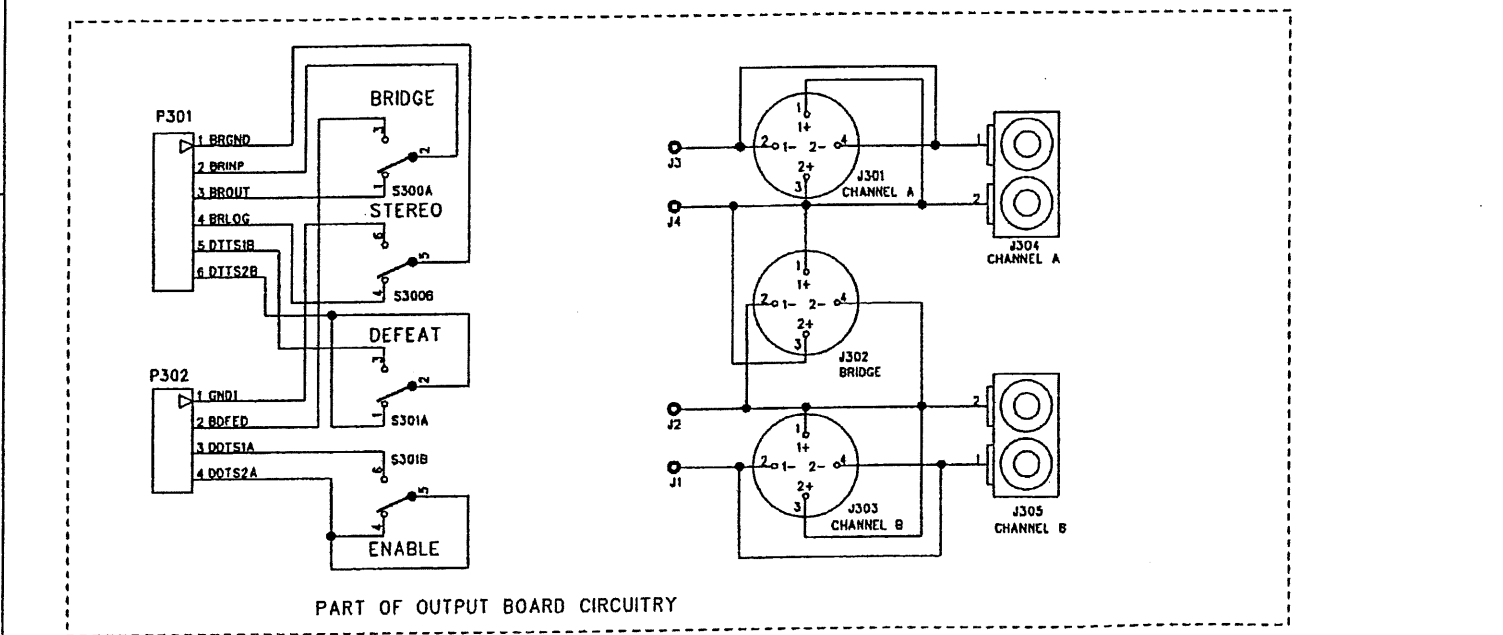 P301
1 BRGND
2 BRINP
3 BROUT
4 BRLOG
5 DTTS1B
6 DTTS2B
BRIDGE
3
2
1
S300A
STEREO
6
5
4
S300B
DEFEAT
3
2
1
S301A
P302
1 GND1
2 BDFED
3 DDTS1A
4 DDTS2A
S301B
6
5
4
ENABLE
J3
J4
J2
J1
1
1+
2 1- 2- 4
2+
3
J301
CHANNEL A
1
2
J304
CHANNEL A
1
1+
2 1- 2- 4
2+
3
J302
BRIDGE
1
1+
2 1- 2- 4
2+
3
J303
CHANNEL B
2
1
J305
CHANNEL B
PART OF OUTPUT BOARD CIRCUITRY